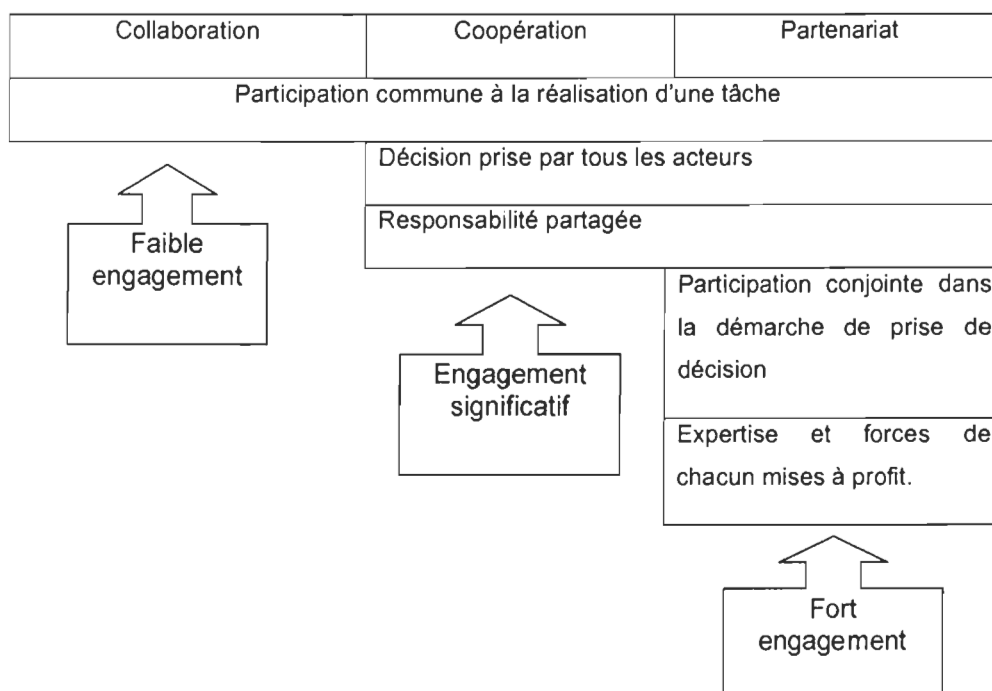 Collaboration
Coopération
Partenariat
Participation commune à la réalisation d'une tâche
Décision prise par tous les acteurs
Responsabilité partagée
Faible
engagement
Participation conjointe dans
la démarche de prise de
décision
Engagement
significatif
Expertise et forces de
chacun mises à profit.
Fort
engagement